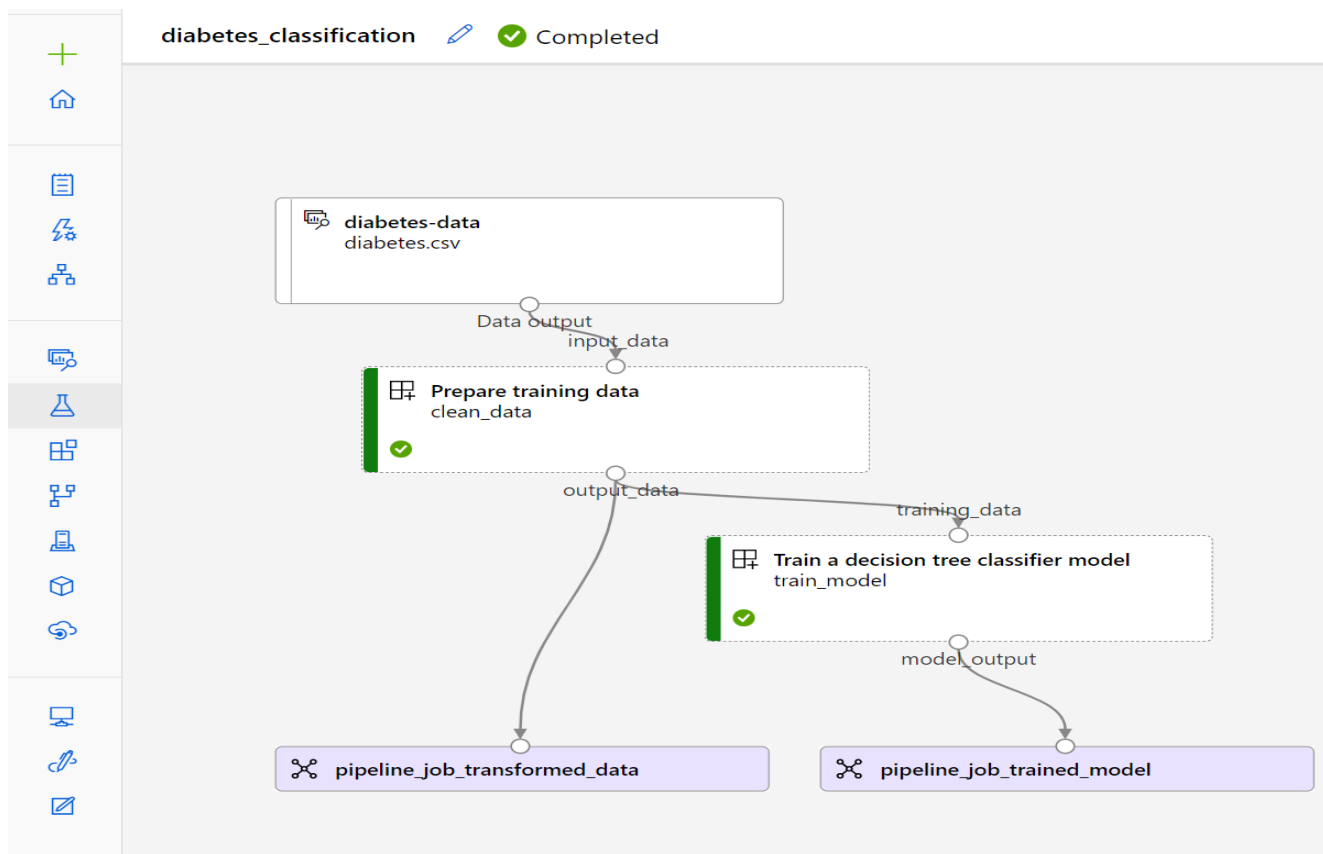 diabetes_classification
Completed
diabetes-data
diabetes.csv
Data output
input_data
Prepare training data
clean_data
output_data
training_data
Train a decision tree classifier model
train_model
model_output
pipeline_job_transformed_data
pipeline_job_trained_model